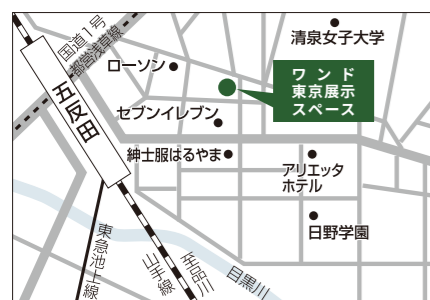 清泉女子大学
国道1号
都営浅草線
ローソン
ワンド
東京展示
スペース
五反田
セブンイレブン
紳士服はるやま
アリエッタ
ホテル
日野学園
東急池上線
山手線
至品川
目黒川